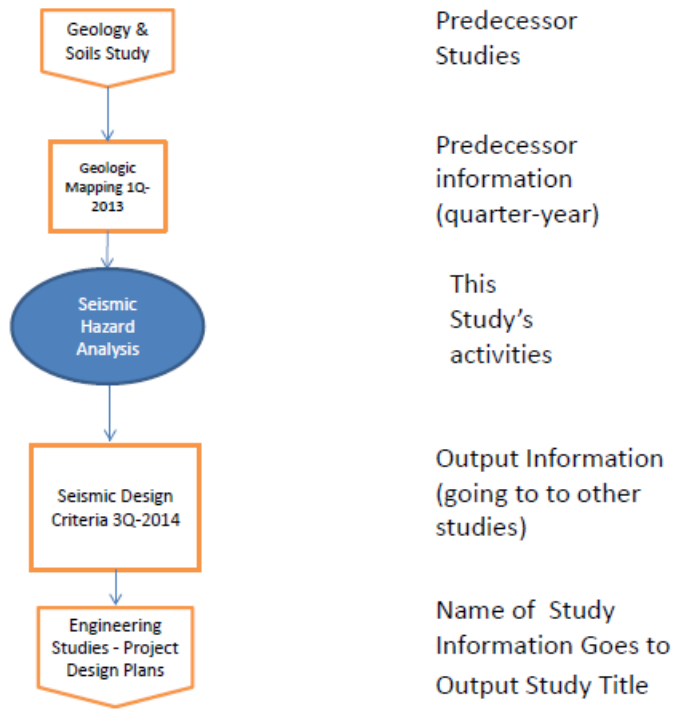 Geology &
Soils Study
Predecessor
Studies
Geologic
Mapping 1Q-
2013
Predecessor
information
(quarter-year)
Seismic
Hazard
Analysis
This
Study's
activities
Seismic Design
Criteria 3Q-2014
Output Information
(going to to other
studies)
Engineering
Studies - Project
Design Plans
Name of Study
Information Goes to
Output Study Title